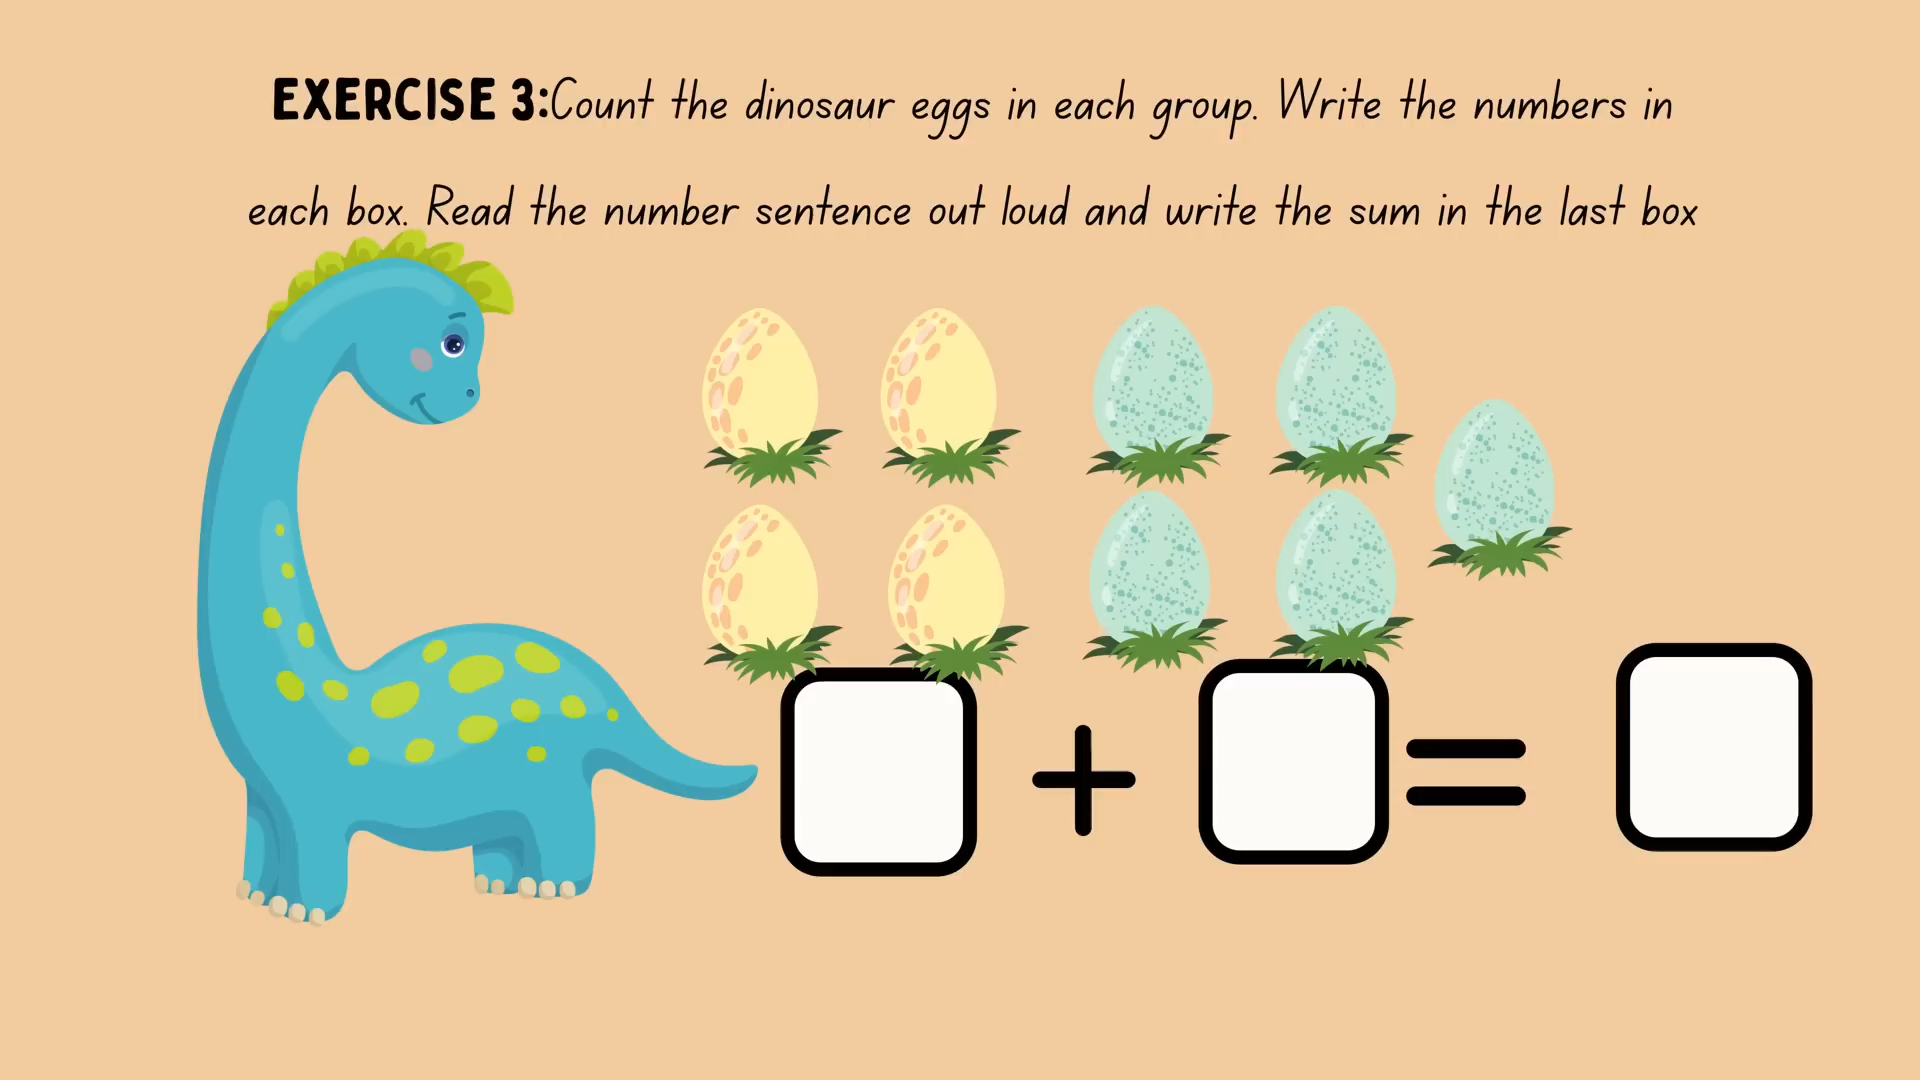 EXERCISE 3:Count the dinosaur eggs in each group. Write the numbers in
each box. Read the number sentence out loud and write the sum in the last box
+ =